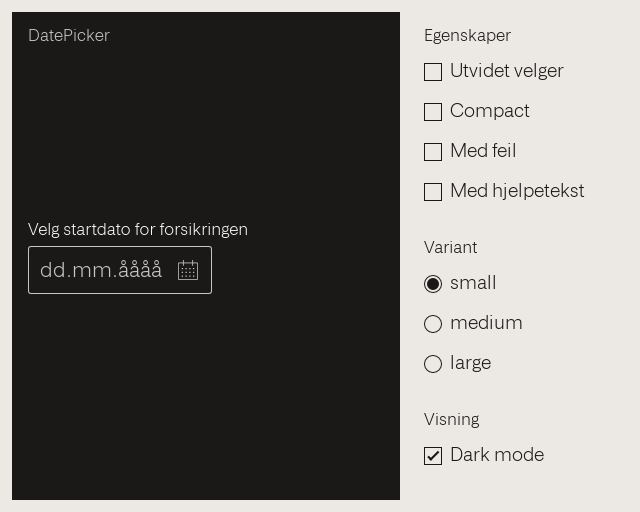 DatePicker
Velg startdato for forsikringen
dd.mm.åååå
Egenskaper
Utvidet velger
Compact
Med feil
Med hjelpetekst
Variant
small
medium
large
Visning
Dark mode